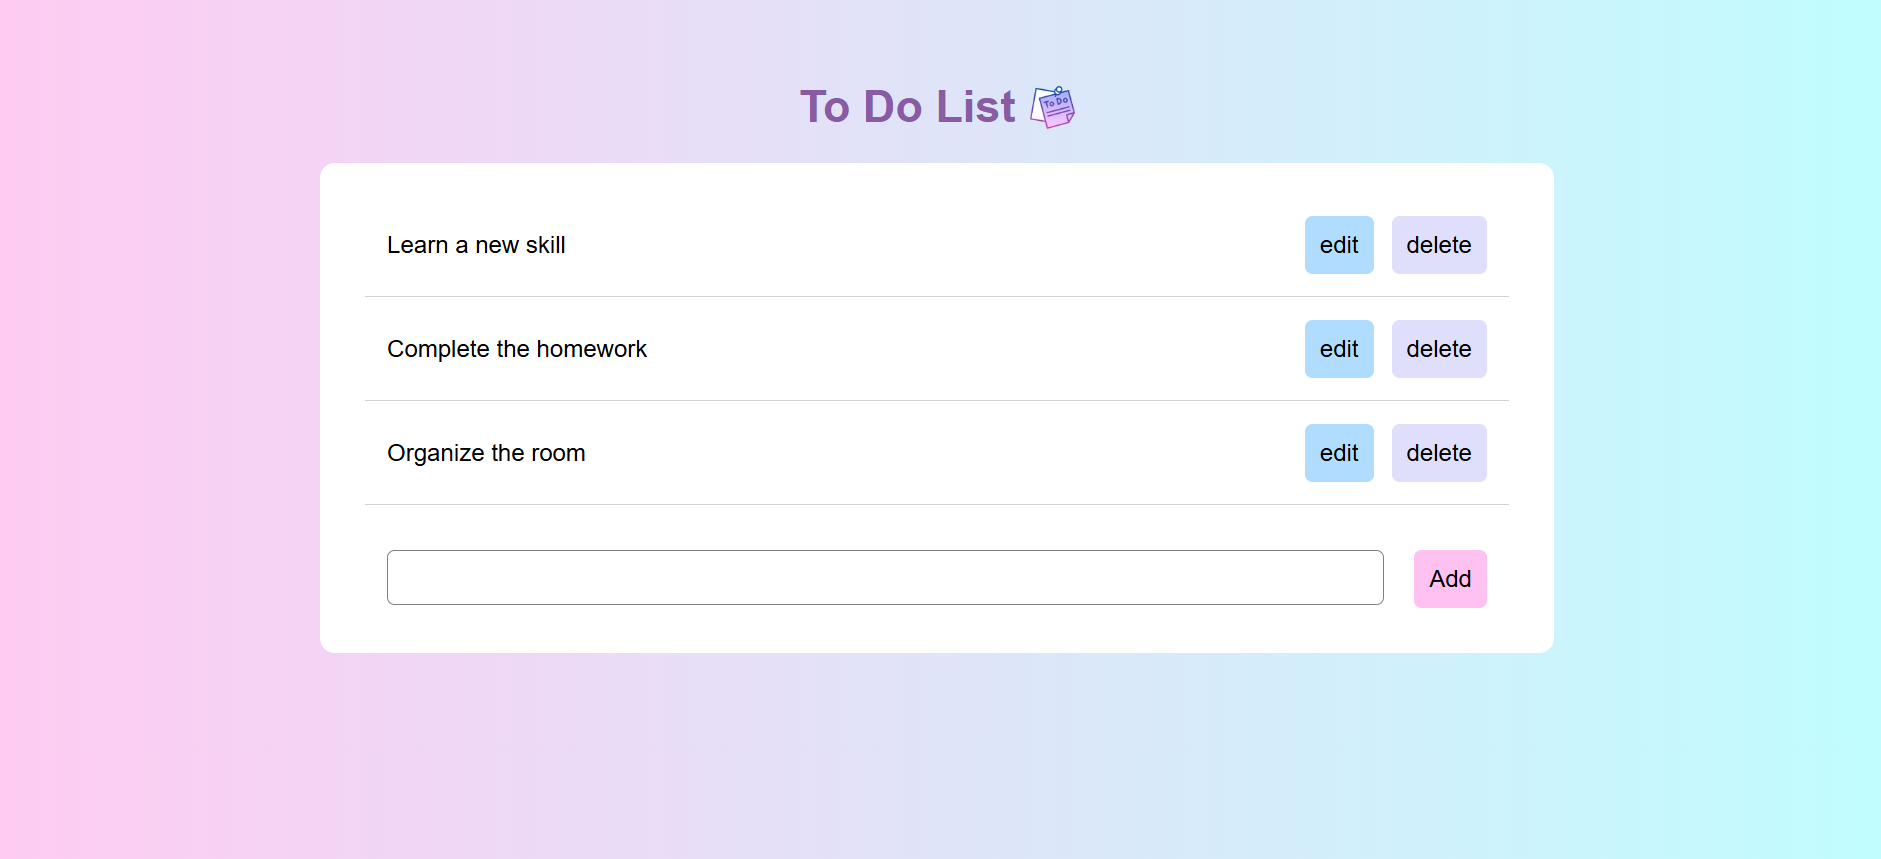 To Do List To Do
Learn a new skill edit delete
Complete the homework edit delete
Organize the room edit delete
Add